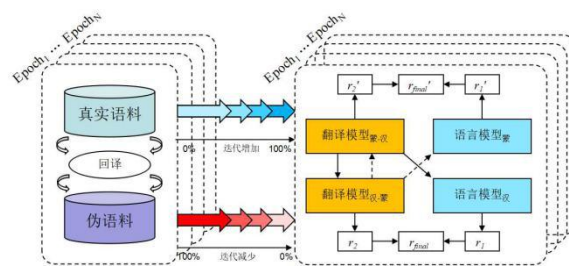 Epoch1 ... EpochN
Epoch1 ... EpochN
真实语料
回译
伪语料
0% 迭代增加 100%
100% 迭代减少 0%
r2' rfinal' r1'
翻译模型蒙-汉 语言模型蒙
翻译模型汉-蒙 语言模型汉
r2 rfinal r1